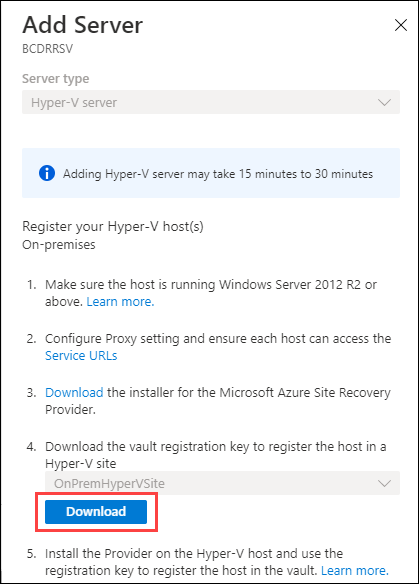 Add Server
BCDRRSV
Server type
Hyper-V server
Adding Hyper-V server may take 15 minutes to 30 minutes
Register your Hyper-V host(s)
On-premises
1. Make sure the host is running Windows Server 2012 R2 or
above. Learn more.
2. Configure Proxy setting and ensure each host can access the
Service URLs
3. Download the installer for the Microsoft Azure Site Recovery
Provider.
4. Download the vault registration key to register the host in a
Hyper-V site
OnPremHyperVSite
Download
5. Install the Provider on the Hyper-V host and use the
registration key to register the host in the vault. Learn more.